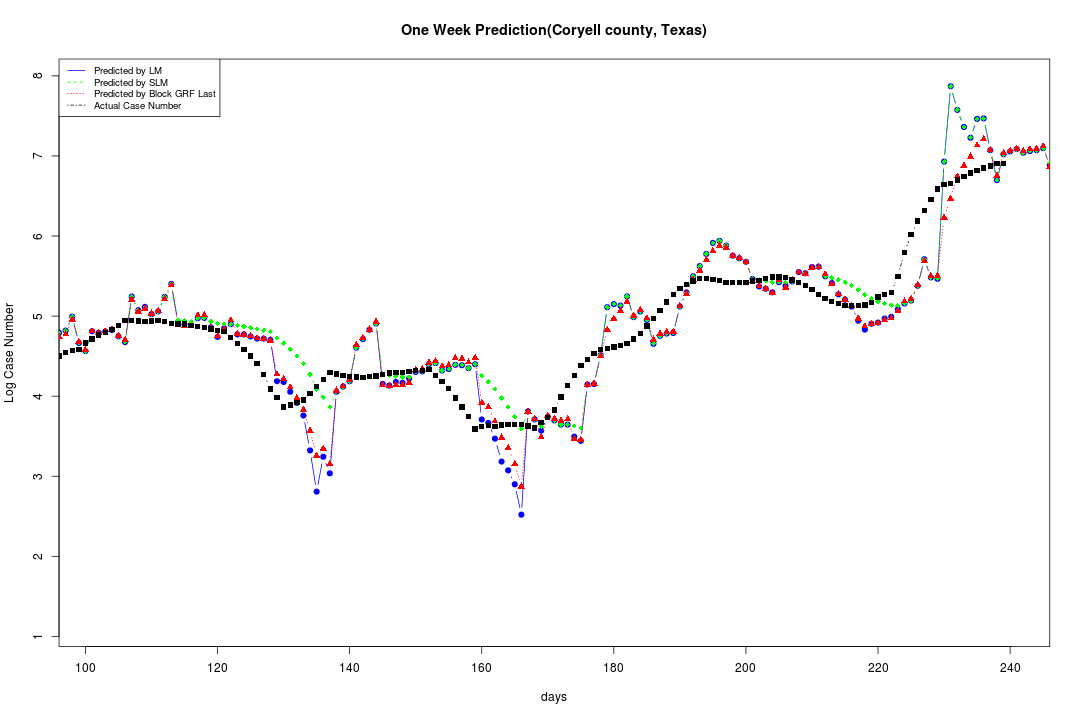 One Week Prediction(Coryell county, Texas)
Predicted by LM
Predicted by SLM
Predicted by Block GRF Last
Actual Case Number
Log Case Number
8
7
6
5
4
3
2
1
100 120 140 160 180 200 220 240
days